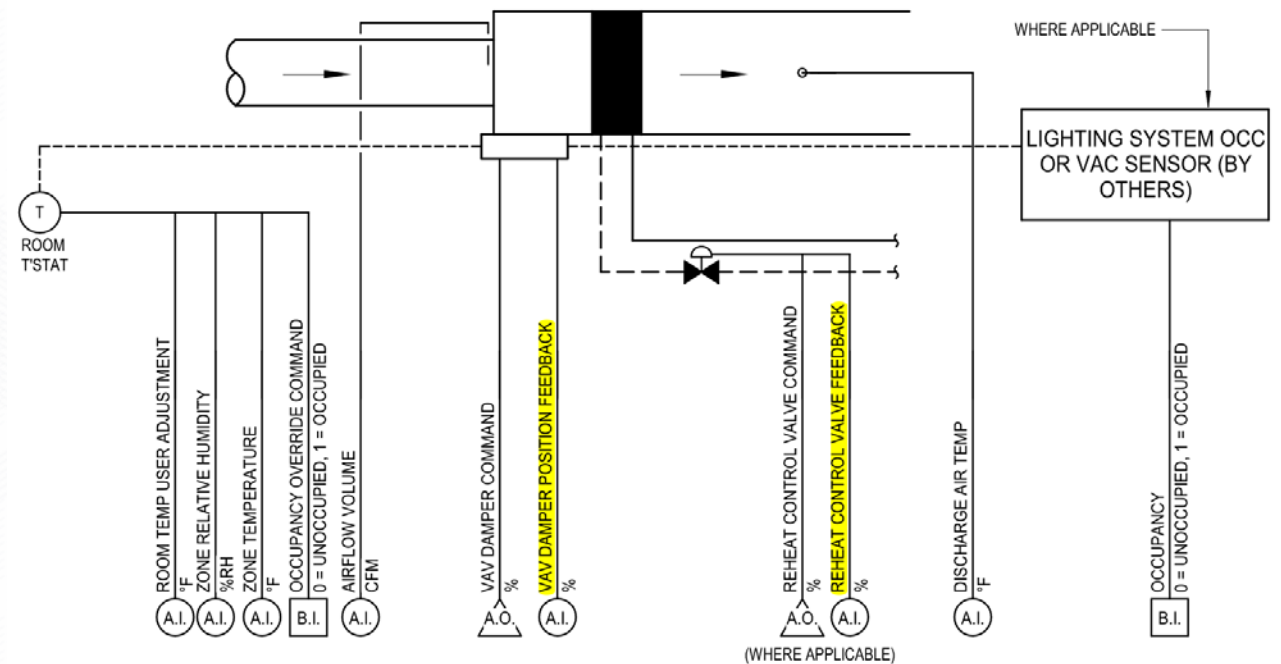 WHERE APPLICABLE
LIGHTING SYSTEM OCC
OR VAC SENSOR (BY
OTHERS)
T
ROOM
T'STAT
ROOM TEMP USER ADJUSTMENT
°F
ZONE RELATIVE HUMIDITY
%RH
ZONE TEMPERATURE
°F
OCCUPANCY OVERRIDE COMMAND
0 = UNOCCUPIED, 1 = OCCUPIED
AIRFLOW VOLUME
CFM
VAV DAMPER COMMAND
%
VAV DAMPER POSITION FEEDBACK
%
REHEAT CONTROL VALVE COMMAND
%
REHEAT CONTROL VALVE FEEDBACK
%
DISCHARGE AIR TEMP
°F
OCCUPANCY
0 = UNOCCUPIED, 1 = OCCUPIED
A.I.
A.I.
A.I.
B.I.
A.I.
A.O.
A.I.
A.O.
A.I.
A.I.
B.I.
(WHERE APPLICABLE)